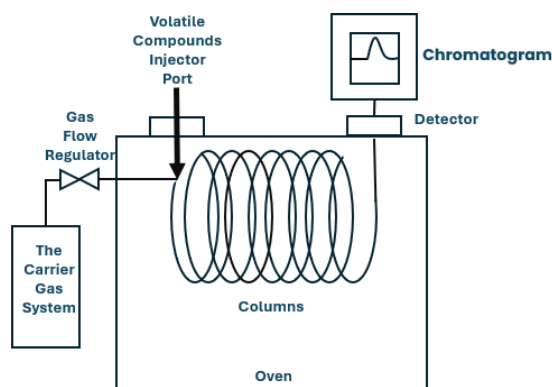 Volatile
Compounds
Injector
Port
Chromatogram
Detector
Gas
Flow
Regulator
The
Carrier
Gas
System
Columns
Oven